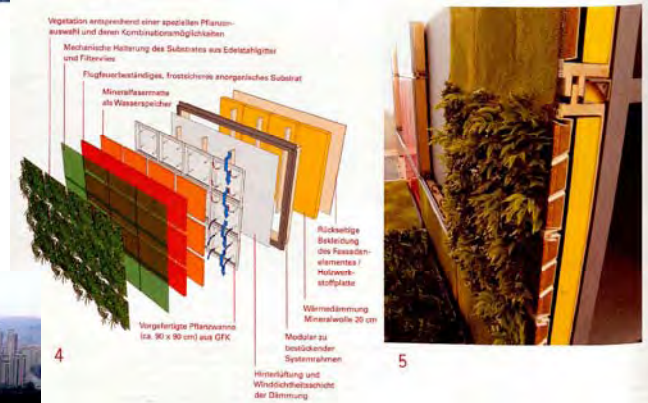 Vegetation entsprechend einer speziellen Pflanzen-
auswahl und deren Kombinationsmöglichkeiten
Mechanische Halterung des Substrates aus Edelstahlgitter
und Filtervlies
Flugfeuerbeständiges, frostsicheres anorganisches Substrat
Mineralfasermatte
als Wasserspeicher
Rückseitige
Bekleidung
des Fassaden-
elementes /
Holzwerk-
stoffplatte
Wärmedämmung
Mineralwolle 20 cm
Vorgefertigte Pflanzwanne
(ca. 90 x 90 cm) aus GFK
Modular zu
bestückender
Systemrahmen
Hinterlüftung und
Winddichtheitsschicht
der Dämmung
4
5